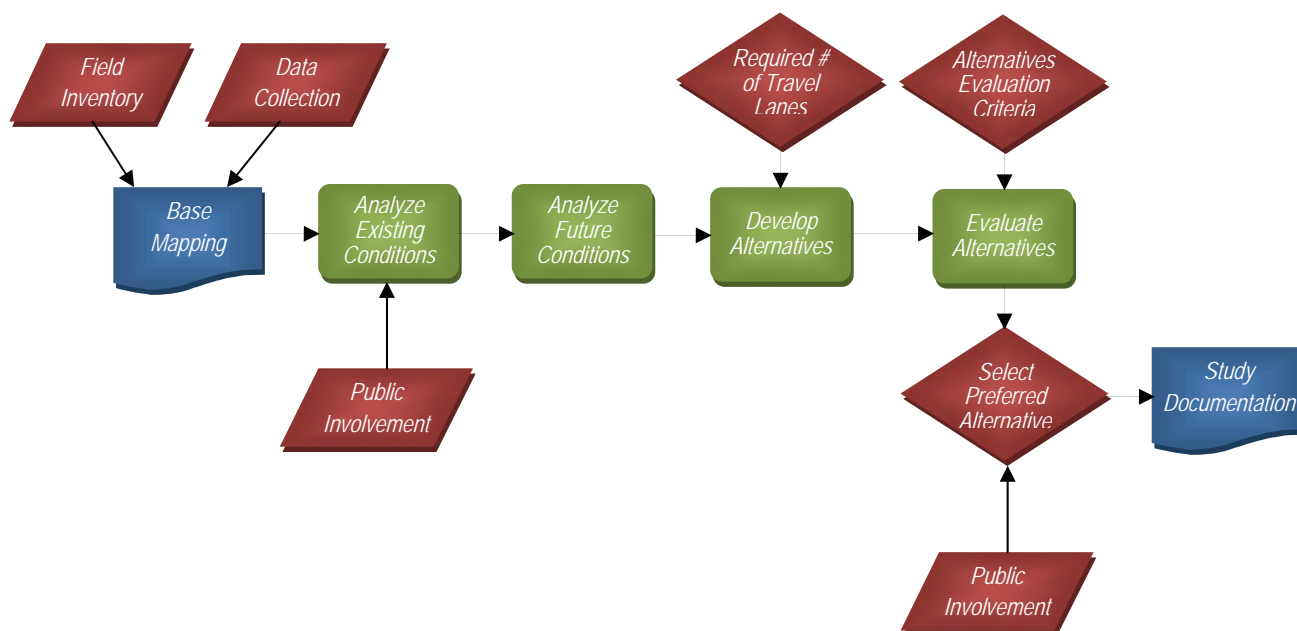 Field
Inventory
Data
Collection
Required #
of Travel
Lanes
Alternatives
Evaluation
Criteria
Base
Mapping
Analyze
Existing
Conditions
Analyze
Future
Conditions
Develop
Alternatives
Evaluate
Alternatives
Public
Involvement
Select
Preferred
Alternative
Study
Documentation
Public
Involvement